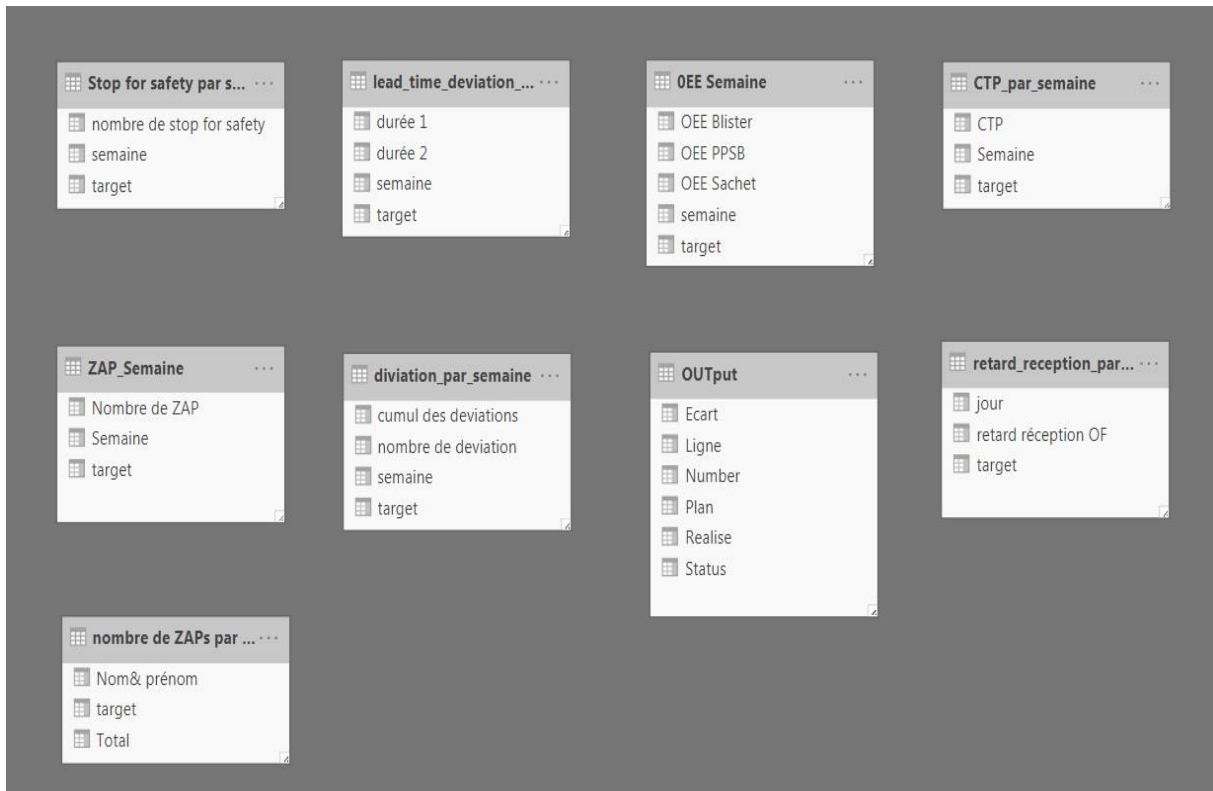 Stop for safety par s... ...
nombre de stop for safety
semaine
target
lead_time_deviation_... ...
durée 1
durée 2
semaine
target
0EE Semaine ...
OEE Blister
OEE PPSB
OEE Sachet
semaine
target
CTP_par_semaine ...
CTP
Semaine
target
ZAP_Semaine ...
Nombre de ZAP
Semaine
target
diviation_par_semaine ...
cumul des deviations
nombre de deviation
semaine
target
OUTput ...
Ecart
Ligne
Number
Plan
Realise
Status
retard_reception_par... ...
jour
retard réception OF
target
nombre de ZAPs par ... ...
Nom& prénom
target
Total